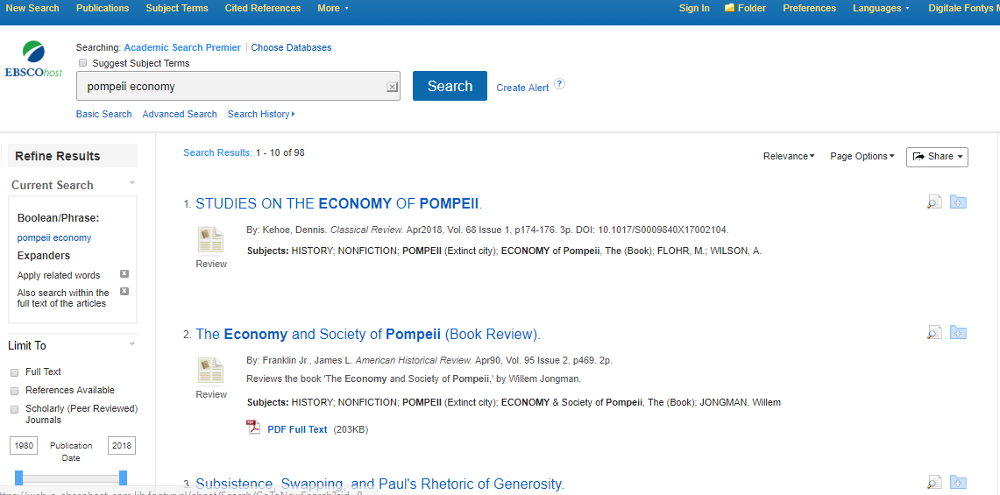 New Search Publications Subject Terms Cited References More Sign In Folder Preferences Languages Digitale Fontys
Searching: Academic Search Premier Choose Databases
Suggest Subject Terms
EBSCOhost
pompeii economy
Search Create Alert ?
Basic Search Advanced Search Search History
Refine Results
Current Search
Boolean/Phrase:
pompeii economy
Expanders
Apply related words
Also search within the
full text of the articles
Limit To
Full Text
References Available
Scholarly (Peer Reviewed)
Journals
1980 Publication Date 2018
Search Results: 1 - 10 of 98
Relevance Page Options Share
1. STUDIES ON THE ECONOMY OF POMPEII.
By: Kehoe, Dennis. Classical Review. Apr2018, Vol. 68 Issue 1, p174-176. 3p. DOI: 10.1017/S0009840X17002104.
Subjects: HISTORY; NONFICTION; POMPEII (Extinct city); ECONOMY of Pompeii, The (Book); FLOHR, M.; WILSON, A.
Review
2. The Economy and Society of Pompeii (Book Review).
By: Franklin Jr., James L. American Historical Review. Apr90, Vol. 95 Issue 2, p469. 2p.
Reviews the book 'The Economy and Society of Pompeii,' by Willem Jongman.
Review
Subjects: HISTORY; NONFICTION; POMPEII (Extinct city); ECONOMY & Society of Pompeii, The (Book); JONGMAN, Willem
PDF Full Text (203KB)
3. Subsistence, Swapping, and Paul's Rhetoric of Generosity.